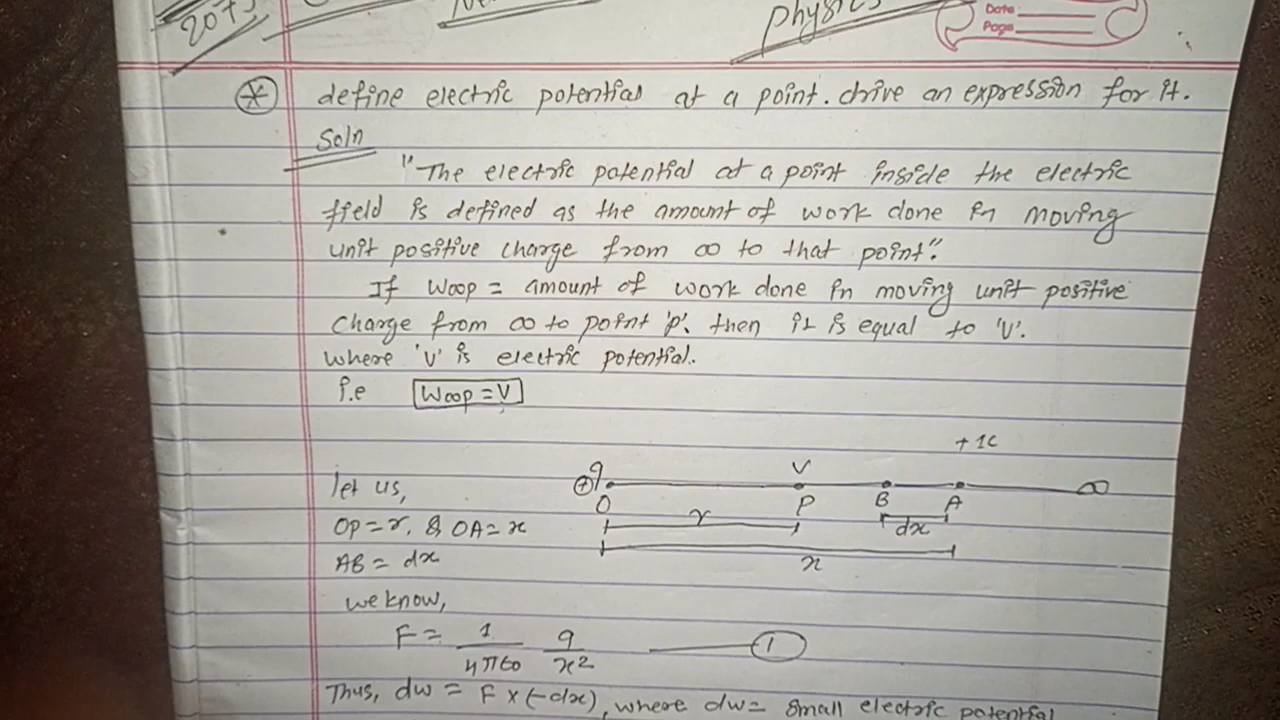 2075
Physics
Date
Page
* define electric potential at a point. drive an expression for it.
Soln
"The electric potential at a point inside the electric
field is defined as the amount of work done in moving
unit positive charge from ∞ to that point".
If W∞p = amount of work done in moving unit positive
charge from ∞ to point 'p'. then it is equal to 'V'.
where 'V' is electric potential.
i.e W∞p = V
+1C
let us, +q V ∞
O P B A
OP = r, & OA = x r dx
AB = dx x
we know,
F = 1/4π€0 q/x² 1
Thus, dw = F x (-dx), where dw = small electric potential